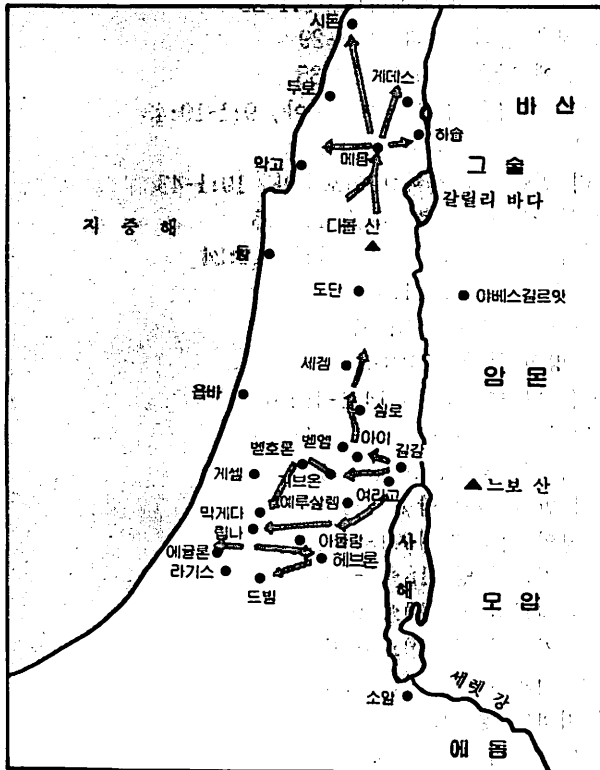 시돈
두로
게데스
바 산
하솔
메롬
악고
그 술
갈릴리 바다
지 중 해
다볼 산
돌
도단
야베스길르앗
세겜
암 몬
욥바
실로
아이
벧엘
벧호론
길갈
게셀
기브온
느보 산
여리고
예루살렘
막게다
립나
아둘람
에글론
헤브론
라기스
드빌
사
해
모 압
세렛 강
소알
에 돔